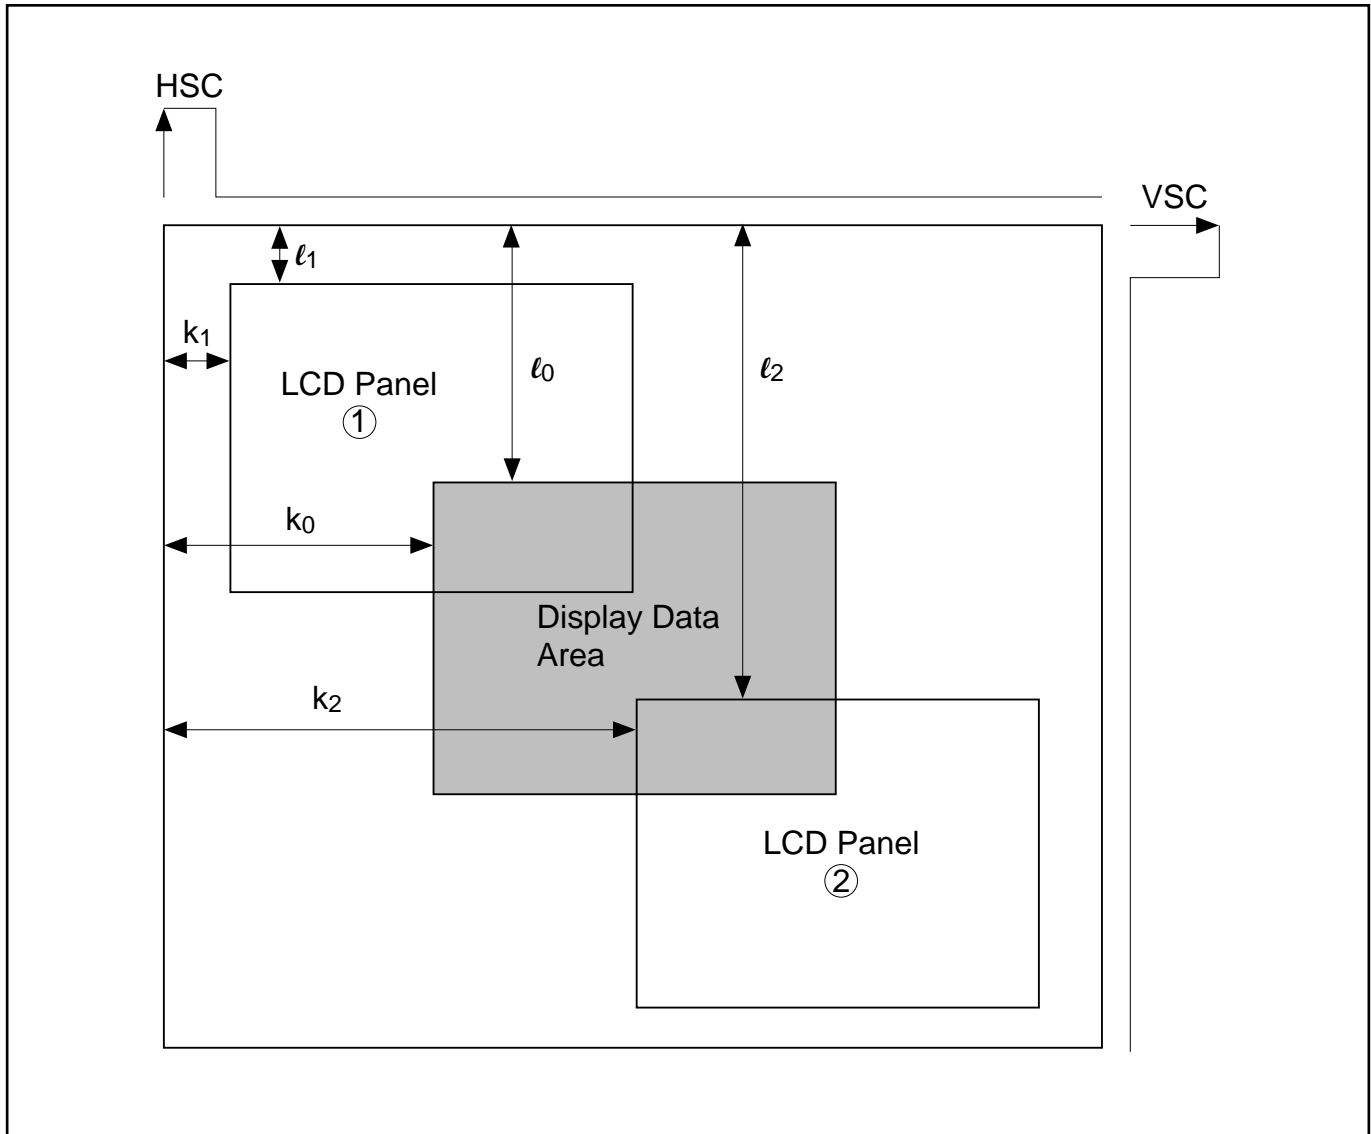 HSC
VSC
ℓ1
k1
LCD Panel
①
ℓ0
ℓ2
k0
Display Data
Area
k2
LCD Panel
②